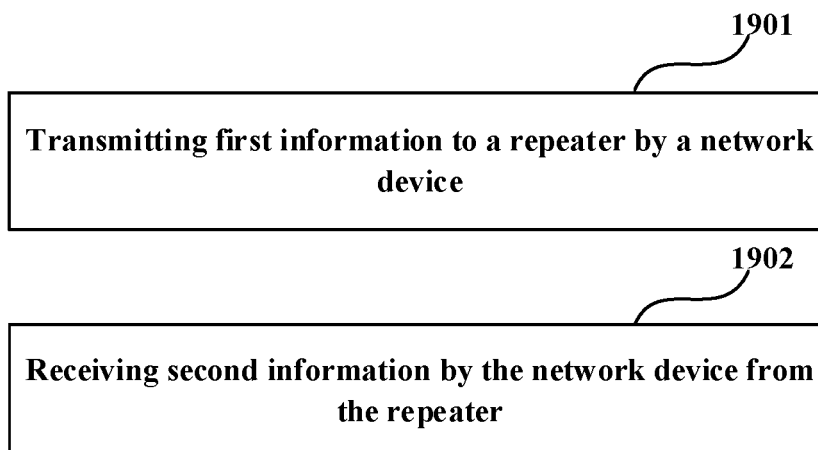 1901
Transmitting first information to a repeater by a network
device
1902
Receiving second information by the network device from
the repeater